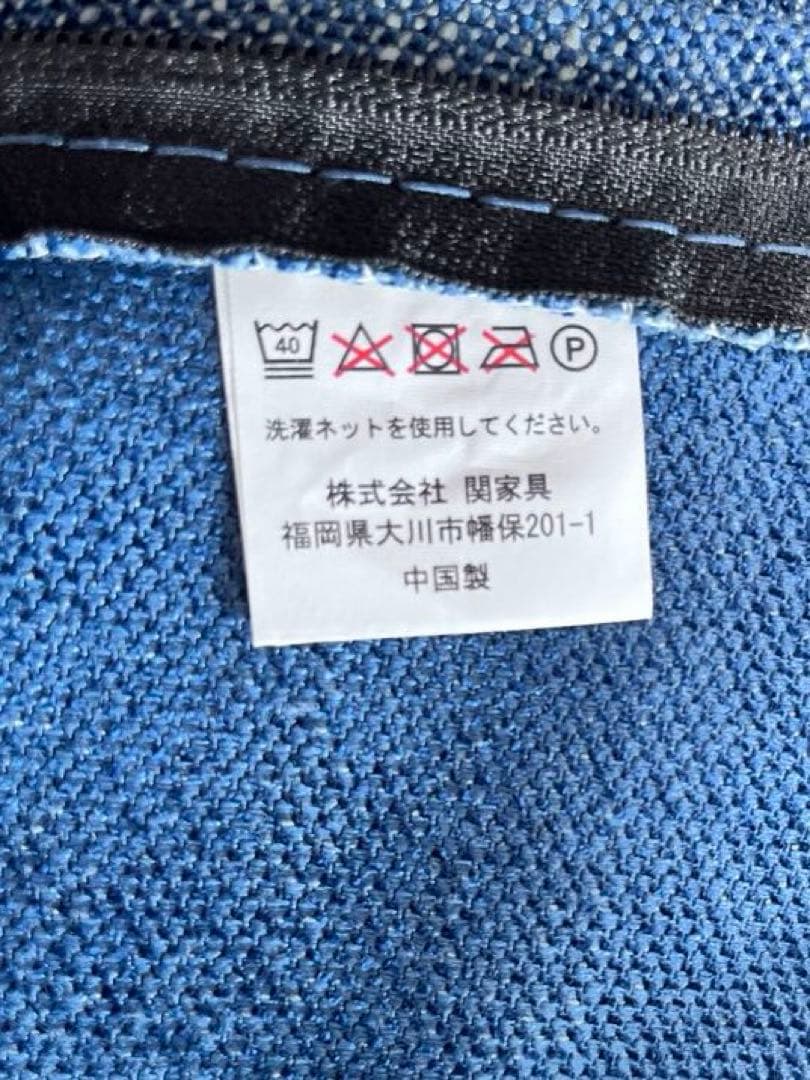 40 P
洗濯ネットを使用してください。
株式会社 関家具
福岡県大川市幡保201-1
中国製